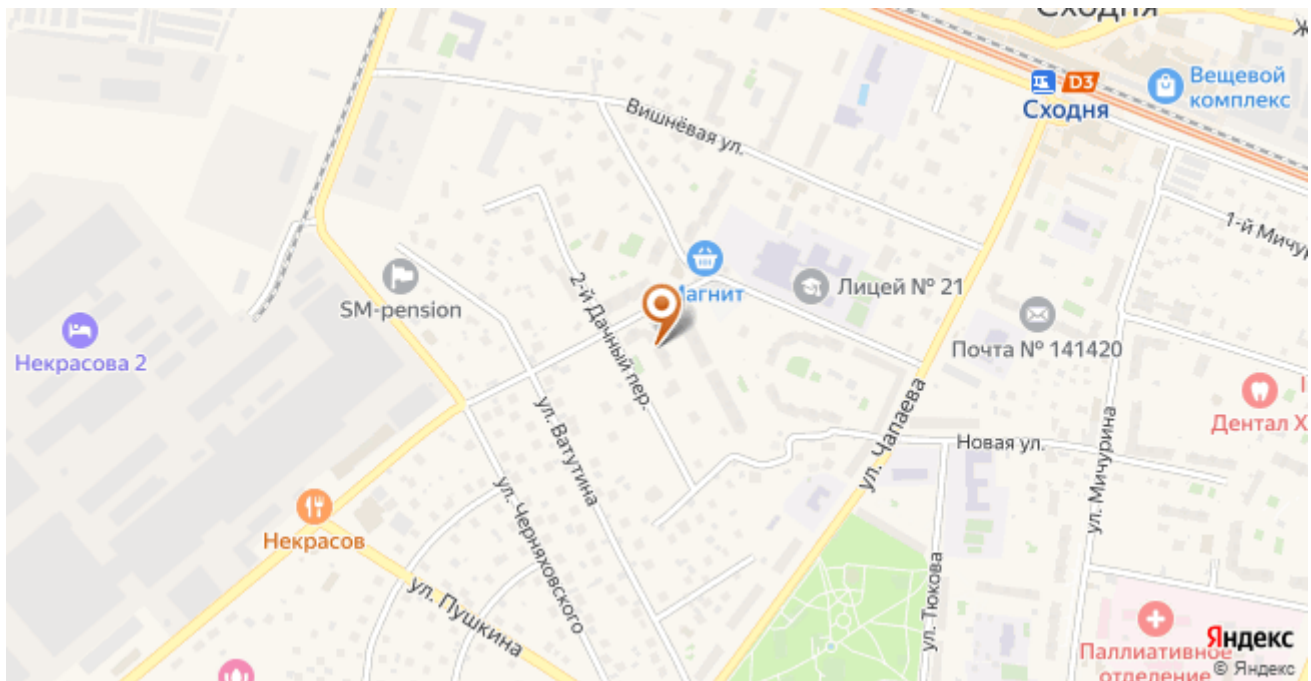 Сходня
D3
Сходня
Вещевой
комплекс
Вишнёвая ул.
1-й Мичур
Магнит
Лицей № 21
SM-pension
2-й Дачный пер.
Почта № 141420
Некрасова 2
Дентал Х
ул. Ватутина
ул. Чапаева
Новая ул.
ул. Мичурина
ул. Черняховского
Некрасов
ул. Пушкина
ул. Тюкова
Паллиативное
отделение
Яндекс
© Яндекс